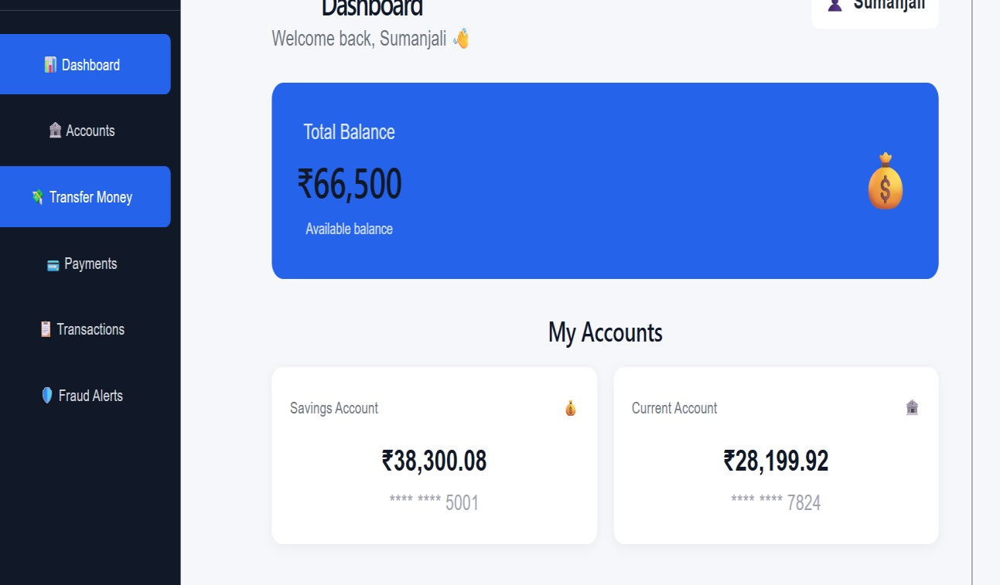 Dashboard
Sumanjali
Welcome back, Sumanjali 👋
Dashboard
Accounts
Transfer Money
Payments
Transactions
Fraud Alerts
Total Balance
₹66,500
Available balance
My Accounts
Savings Account
₹38,300.08
**** **** 5001
Current Account
₹28,199.92
**** **** 7824